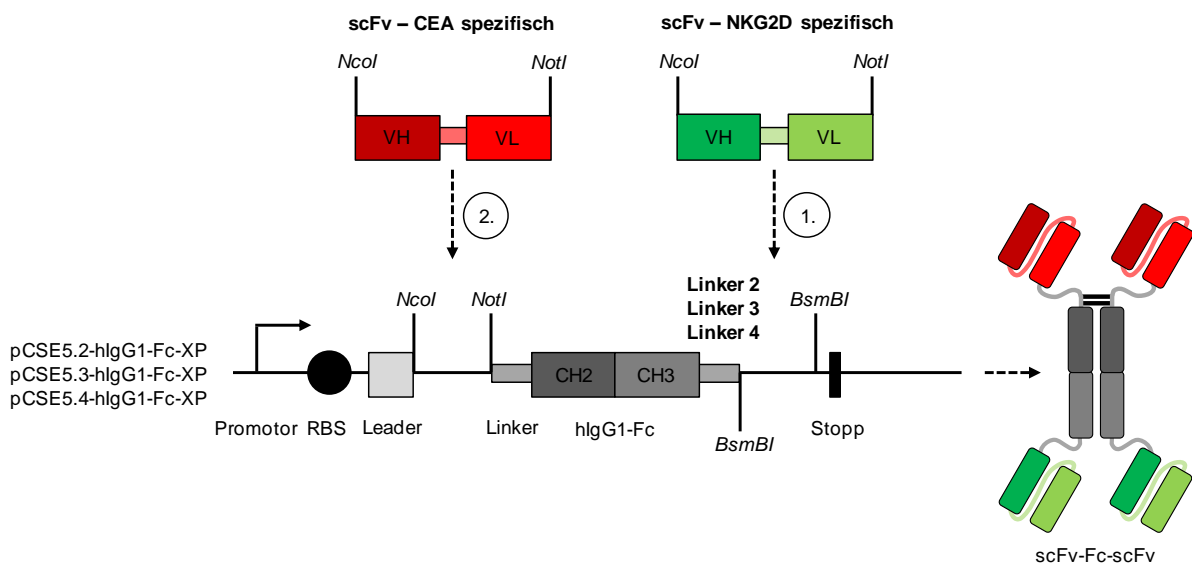 scFv – CEA spezifisch
scFv – NKG2D spezifisch
NcoI
NotI
NcoI
NotI
VH
VL
VH
VL
2.
1.
Linker 2
Linker 3
Linker 4
NcoI
NotI
BsmBI
pCSE5.2-hIgG1-Fc-XP
pCSE5.3-hIgG1-Fc-XP
pCSE5.4-hIgG1-Fc-XP
CH2
CH3
Promotor
RBS
Leader
Linker
hIgG1-Fc
BsmBI
Stopp
scFv-Fc-scFv